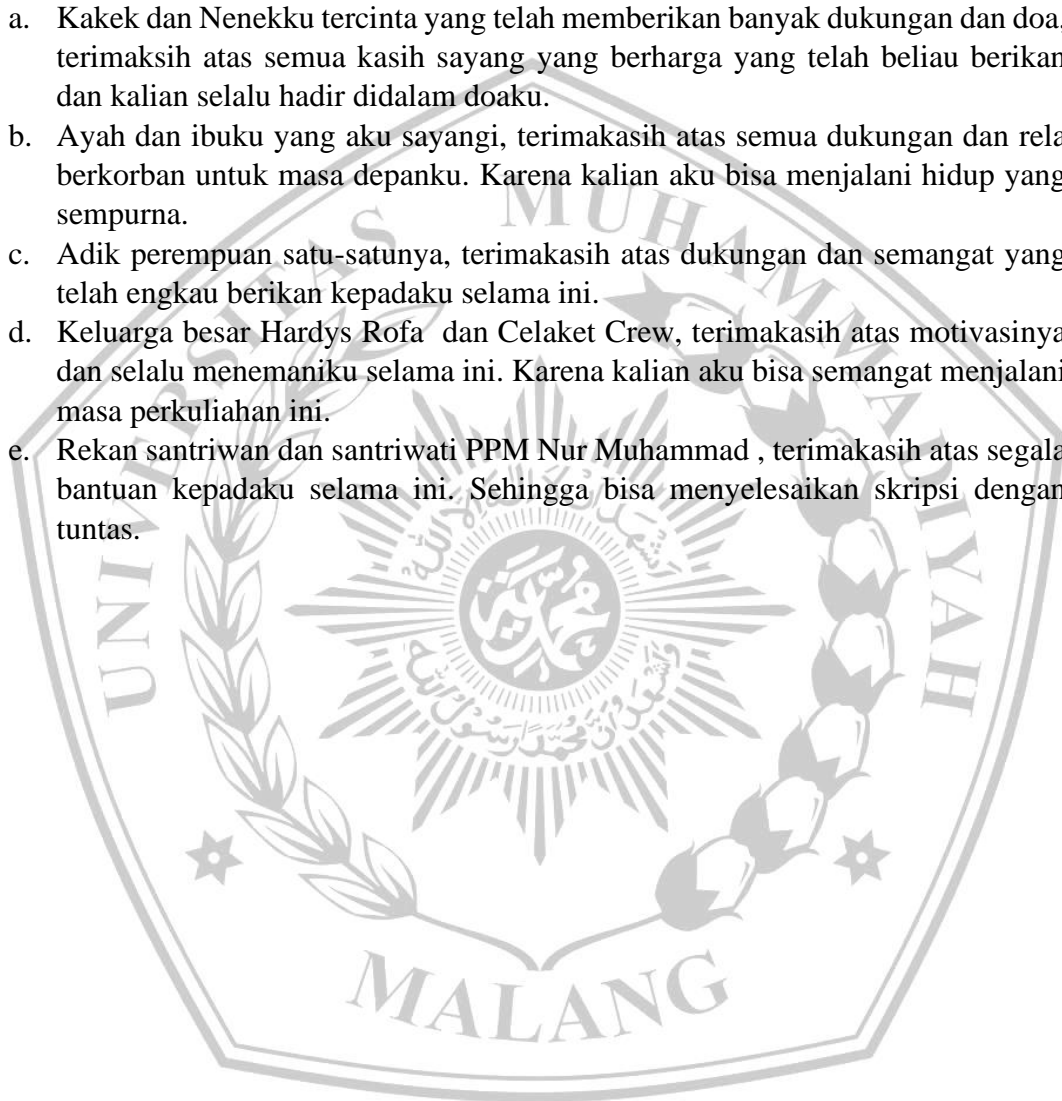 a. Kakek dan Nenekku tercinta yang telah memberikan banyak dukungan dan doa,
terimaksih atas semua kasih sayang yang berharga yang telah beliau berikan
dan kalian selalu hadir didalam doaku.
b. Ayah dan ibuku yang aku sayangi, terimakasih atas semua dukungan dan rela
berkorban untuk masa depanku. Karena kalian aku bisa menjalani hidup yang
sempurna.
c. Adik perempuan satu-satunya, terimakasih atas dukungan dan semangat yang
telah engkau berikan kepadaku selama ini.
d. Keluarga besar Hardys Rofa dan Celaket Crew, terimakasih atas motivasinya
dan selalu menemaniku selama ini. Karena kalian aku bisa semangat menjalani
masa perkuliahan ini.
e. Rekan santriwan dan santriwati PPM Nur Muhammad , terimakasih atas segala
bantuan kepadaku selama ini. Sehingga bisa menyelesaikan skripsi dengan
tuntas.
UNIVERSITAS MUHAMMADIYAH
MALANG